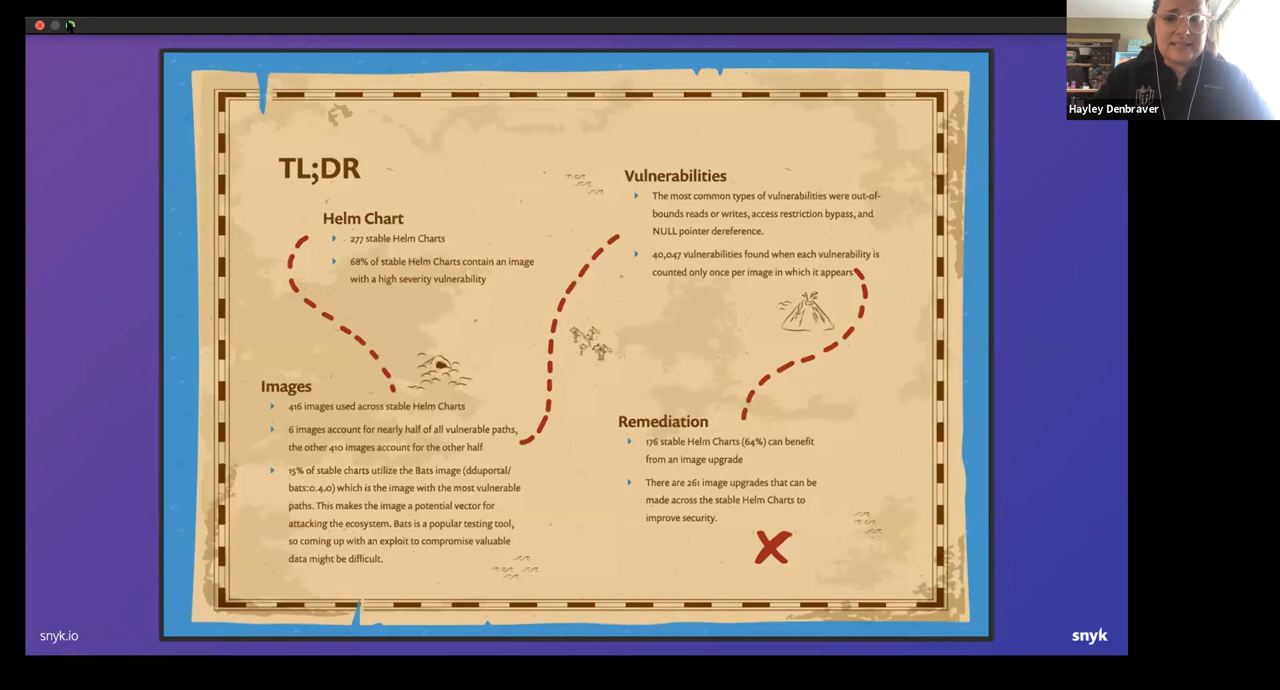 Hayley Denbraver
TL;DR
Helm Chart
277 stable Helm Charts
68% of stable Helm Charts contain an image
with a high severity vulnerability
Images
416 images used across stable Helm Charts
6 images account for nearly half of all vulnerable paths,
the other 410 images account for the other half
15% of stable charts utilize the Bats image (dduportal/
bats:0.4.0) which is the image with the most vulnerable
paths. This makes the image a potential vector for
attacking the ecosystem. Bats is a popular testing tool,
so coming up with an exploit to compromise valuable
data might be difficult.
Vulnerabilities
The most common types of vulnerabilities were out-of-
bounds reads or writes, access restriction bypass, and
NULL pointer dereference.
40,047 vulnerabilities found when each vulnerability is
counted only once per image in which it appears
Remediation
176 stable Helm Charts (64%) can benefit
from an image upgrade
There are 261 image upgrades that can be
made across the stable Helm Charts to
improve security.
snyk.io
snyk